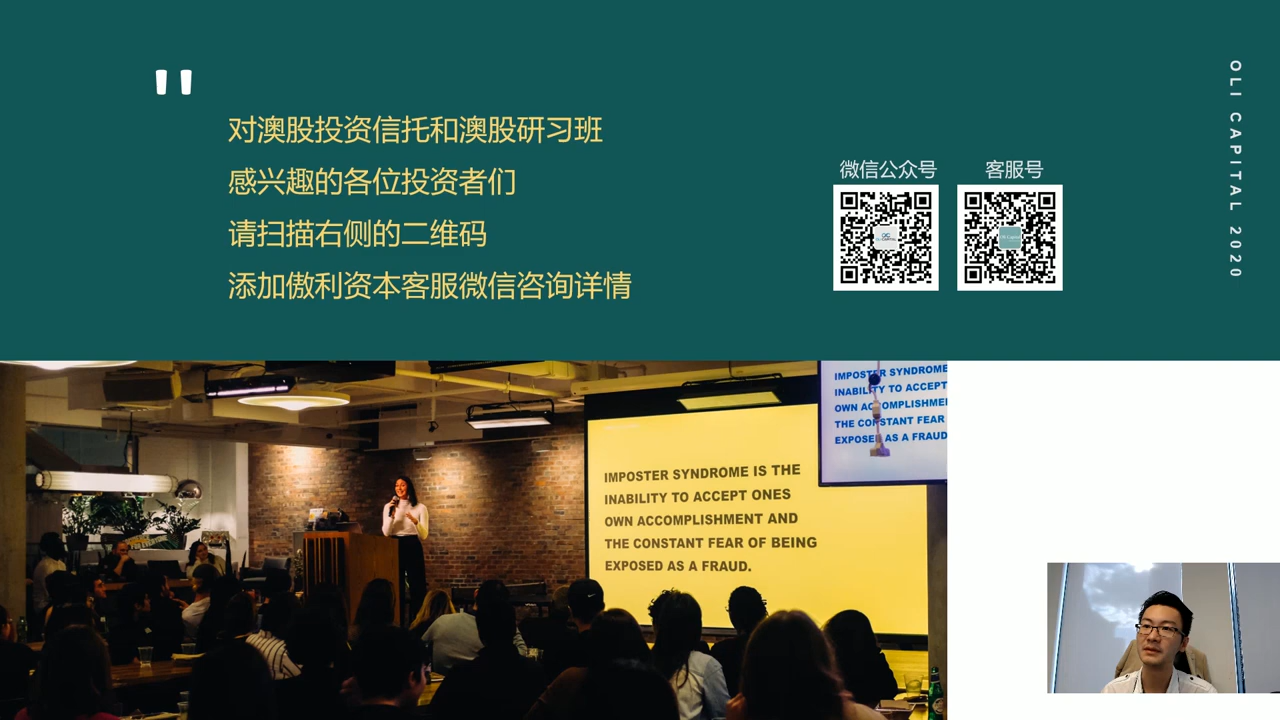 "
对澳股投资信托和澳股研习班
感兴趣的各位投资者们
请扫描右侧的二维码
添加傲利资本客服微信咨询详情
微信公众号
客服号
OLI CAPITAL 2020
IMPOSTER SYNDROME IS THE
INABILITY TO ACCEPT ONES
OWN ACCOMPLISHMENT AND
THE CONSTANT FEAR OF BEING
EXPOSED AS A FRAUD.
IMPOSTER SYNDROME
INABILITY TO ACCEPT
OWN ACCOMPLISHME
THE CONSTANT FEAR
EXPOSED AS A FRAUD